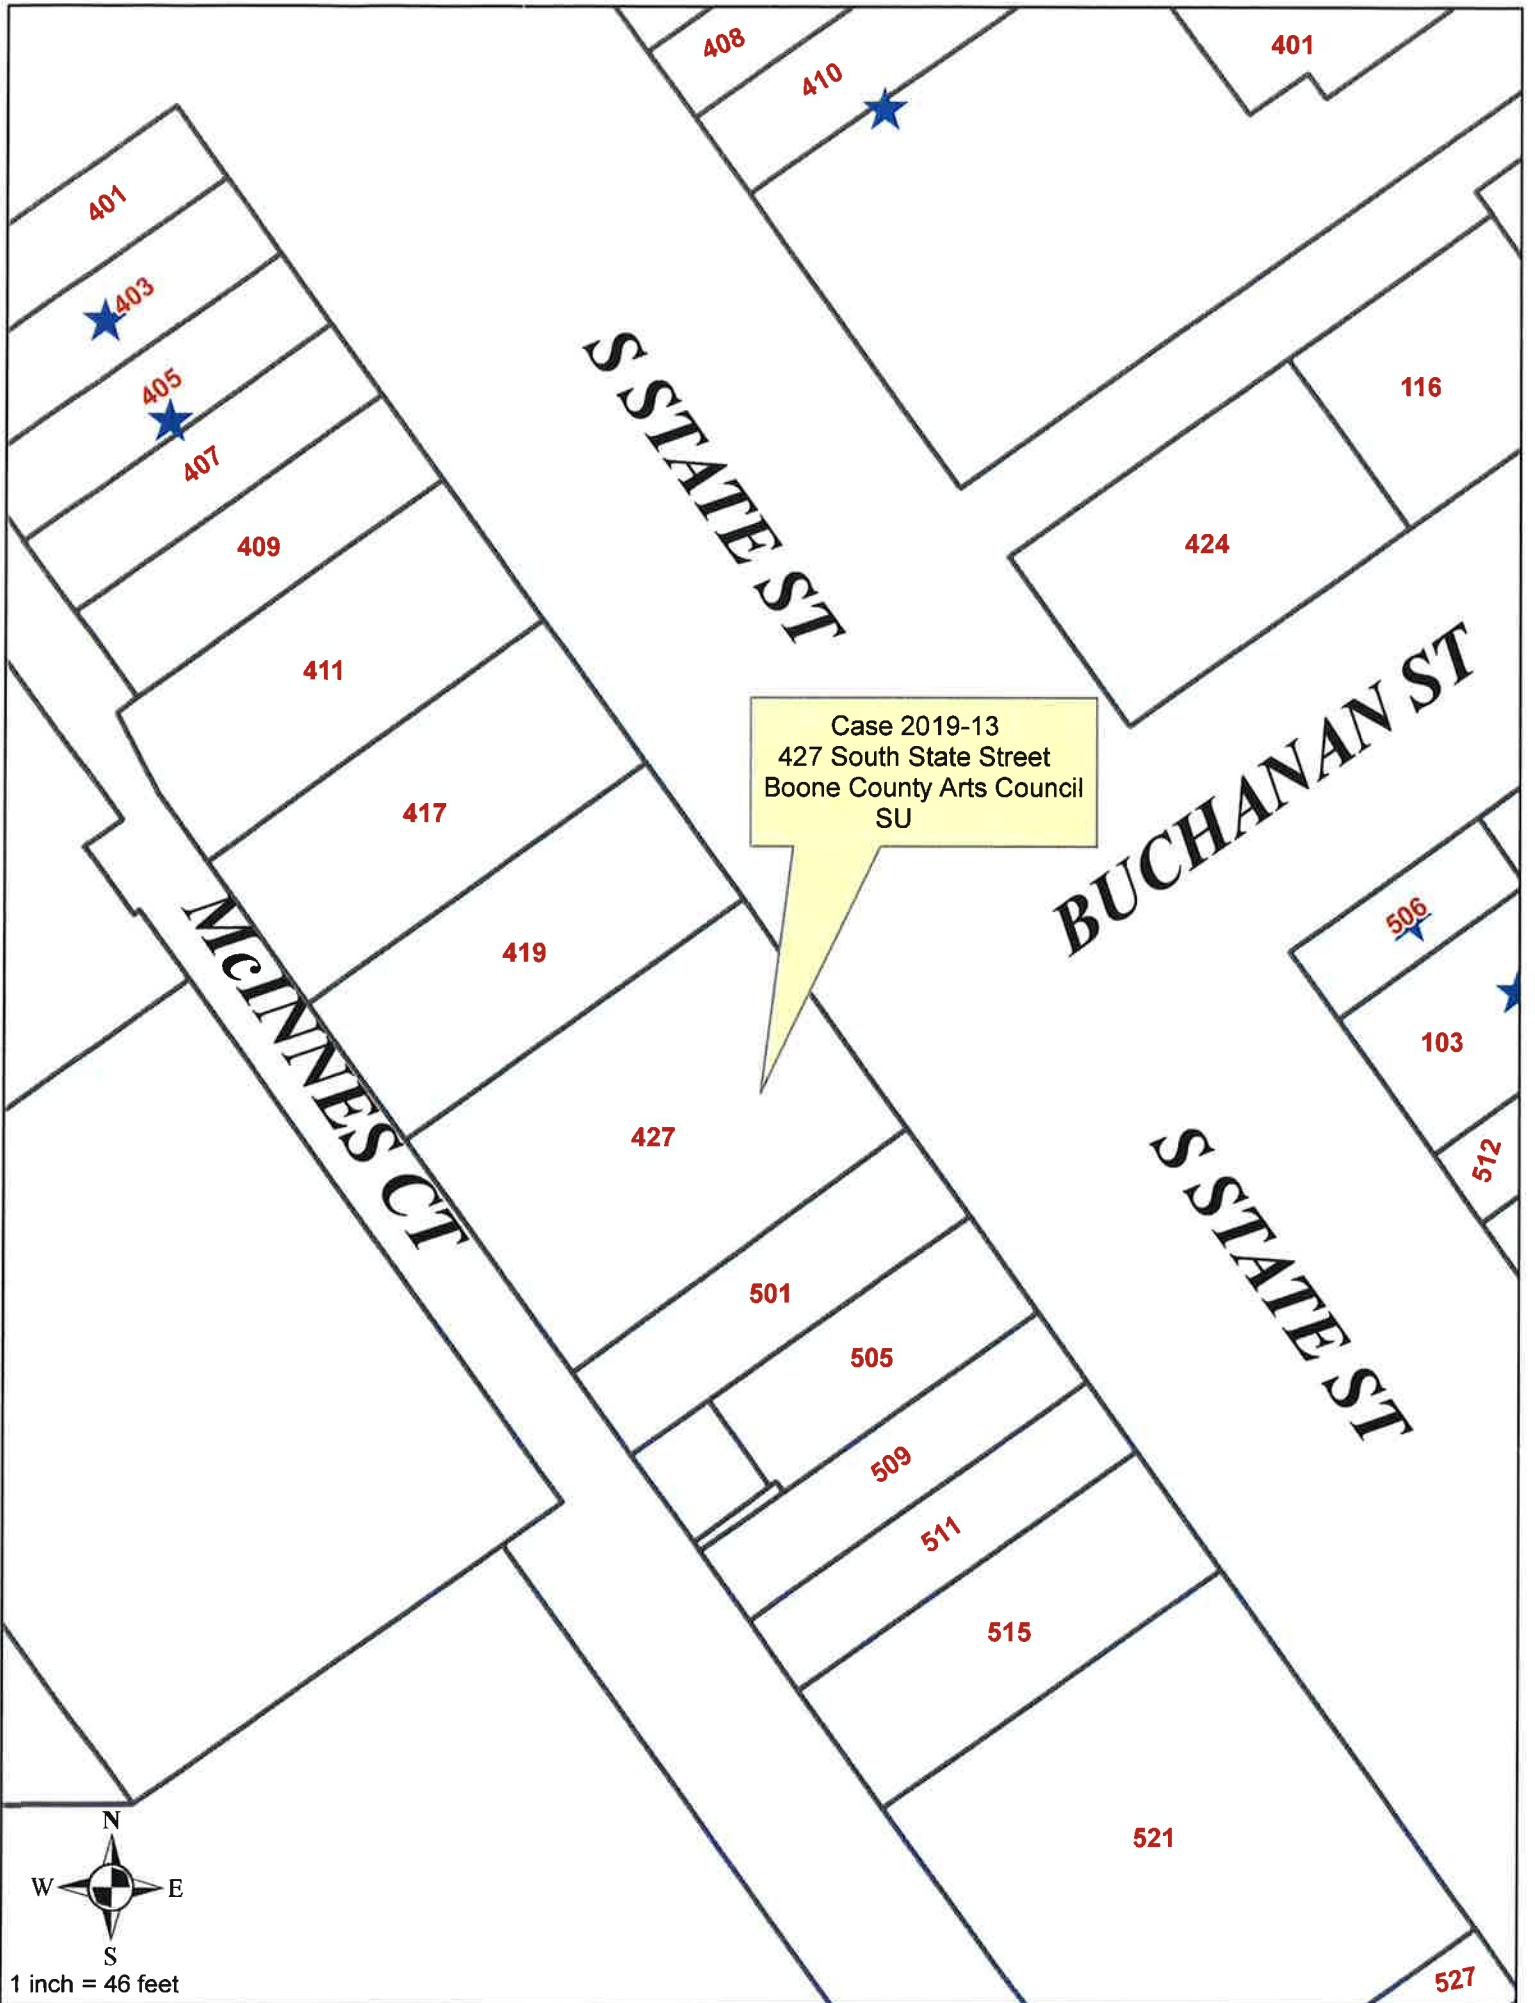 408
410
401
401
403
405
407
409
411
417
419
427
501
505
509
511
515
521
527
116
424
506
103
512
S STATE ST
BUCHANAN ST
Case 2019-13
427 South State Street
Boone County Arts Council
SU
McINNES CT
S STATE ST
N
W E
S
1 inch = 46 feet